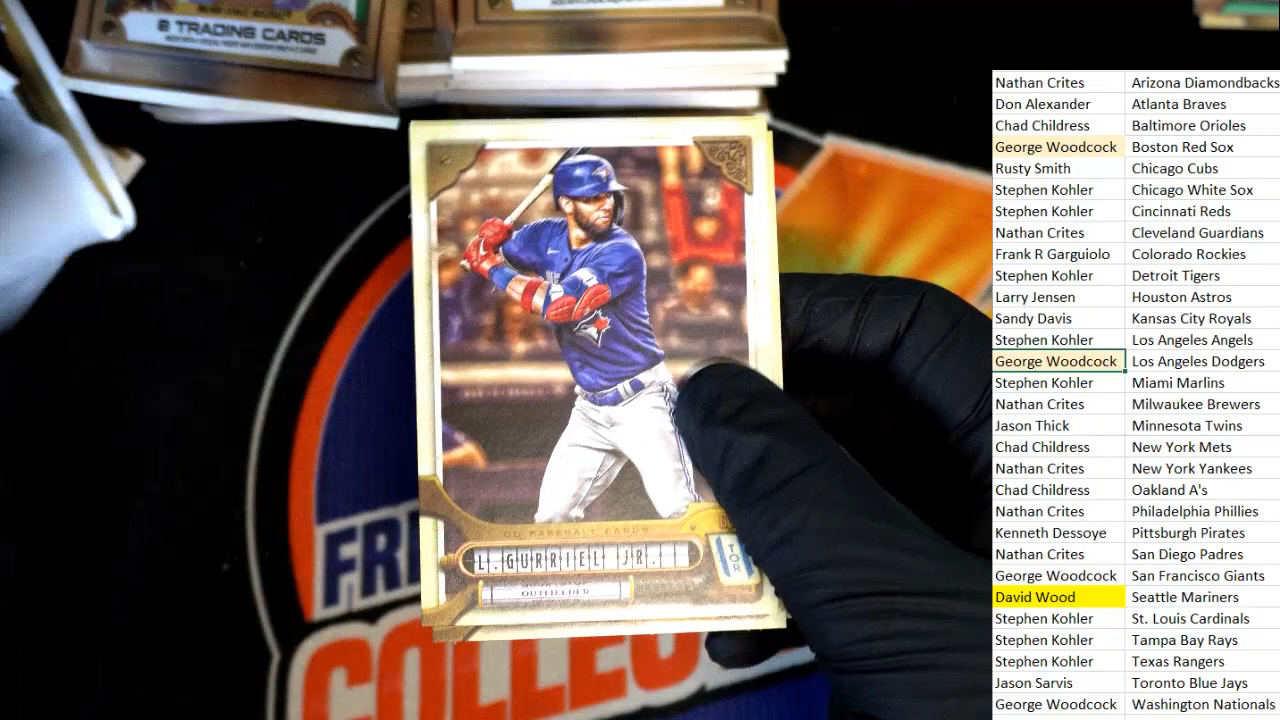 8 TRADING CARDS
GQ BASEBALL CARDS
L. GURRIEL JR.
OUTFIELDER
TOR
FRE
COLLEC
Nathan Crites Arizona Diamondbacks
Don Alexander Atlanta Braves
Chad Childress Baltimore Orioles
George Woodcock Boston Red Sox
Rusty Smith Chicago Cubs
Stephen Kohler Chicago White Sox
Stephen Kohler Cincinnati Reds
Nathan Crites Cleveland Guardians
Frank R Garguiolo Colorado Rockies
Stephen Kohler Detroit Tigers
Larry Jensen Houston Astros
Sandy Davis Kansas City Royals
Stephen Kohler Los Angeles Angels
George Woodcock Los Angeles Dodgers
Stephen Kohler Miami Marlins
Nathan Crites Milwaukee Brewers
Jason Thick Minnesota Twins
Chad Childress New York Mets
Nathan Crites New York Yankees
Chad Childress Oakland A's
Nathan Crites Philadelphia Phillies
Kenneth Dessoye Pittsburgh Pirates
Nathan Crites San Diego Padres
George Woodcock San Francisco Giants
David Wood Seattle Mariners
Stephen Kohler St. Louis Cardinals
Stephen Kohler Tampa Bay Rays
Stephen Kohler Texas Rangers
Jason Sarvis Toronto Blue Jays
George Woodcock Washington Nationals